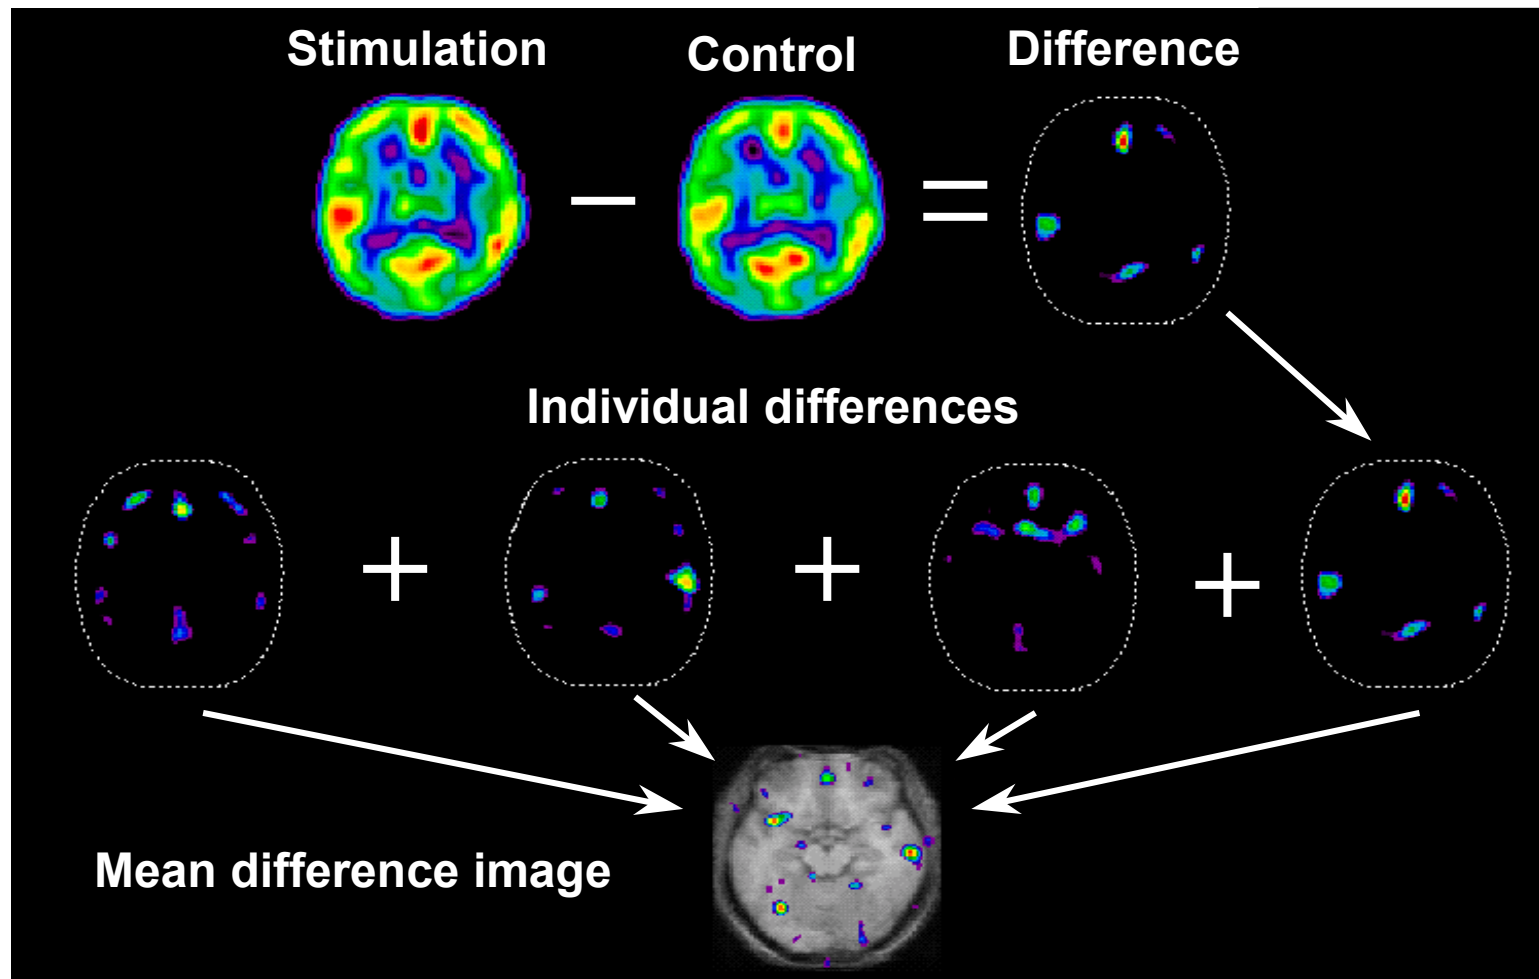 Stimulation
Control
Difference
Individual differences
Mean difference image